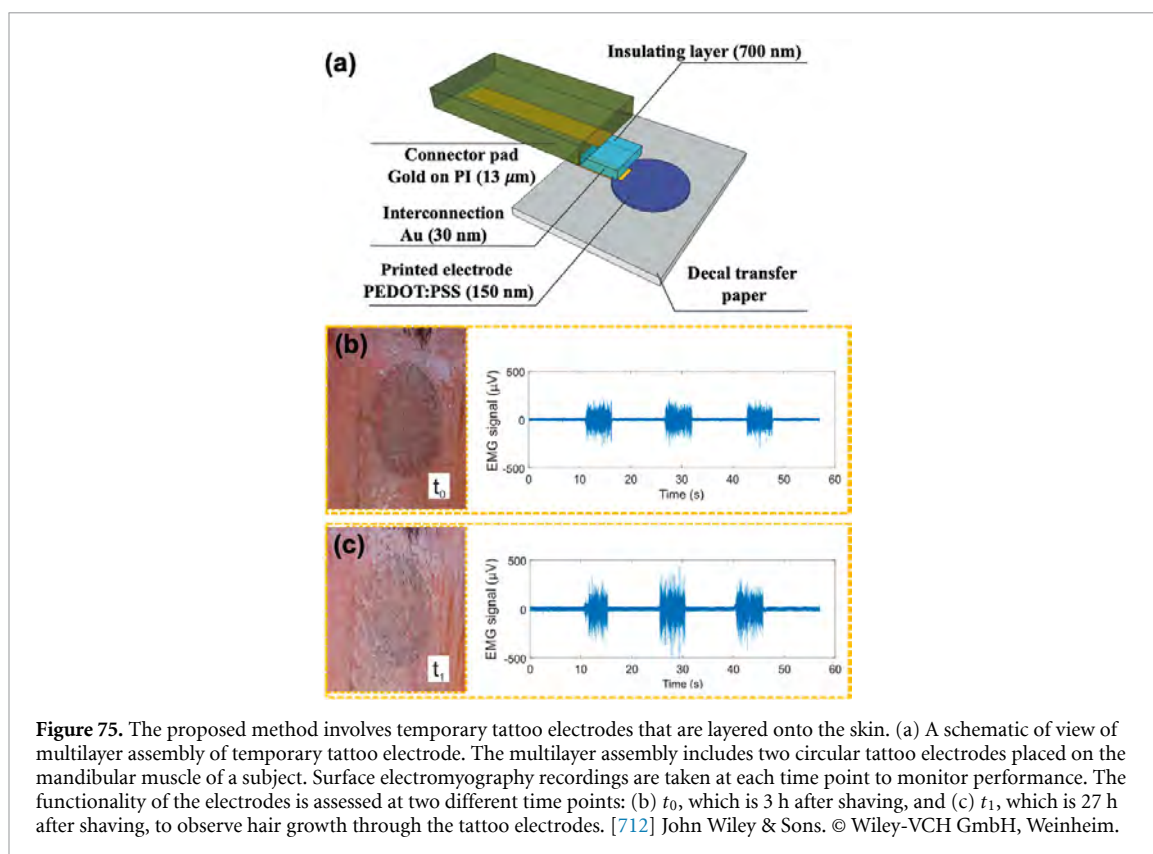 (a)
Insulating layer (700 nm)
Connector pad
Gold on PI (13 μm)
Interconnection
Au (30 nm)
Printed electrode
PEDOT:PSS (150 nm)
Decal transfer
paper
(b)
t₀
EMG signal (μV)
500
0
-500
0 10 20 30 40 50 60
Time (s)
(c)
t₁
EMG signal (μV)
500
0
-500
0 10 20 30 40 50 60
Time (s)
Figure 75. The proposed method involves temporary tattoo electrodes that are layered onto the skin. (a) A schematic of view of
multilayer assembly of temporary tattoo electrode. The multilayer assembly includes two circular tattoo electrodes placed on the
mandibular muscle of a subject. Surface electromyography recordings are taken at each time point to monitor performance. The
functionality of the electrodes is assessed at two different time points: (b) t₀, which is 3 h after shaving, and (c) t₁, which is 27 h
after shaving, to observe hair growth through the tattoo electrodes. [712] John Wiley & Sons. © Wiley-VCH GmbH, Weinheim.